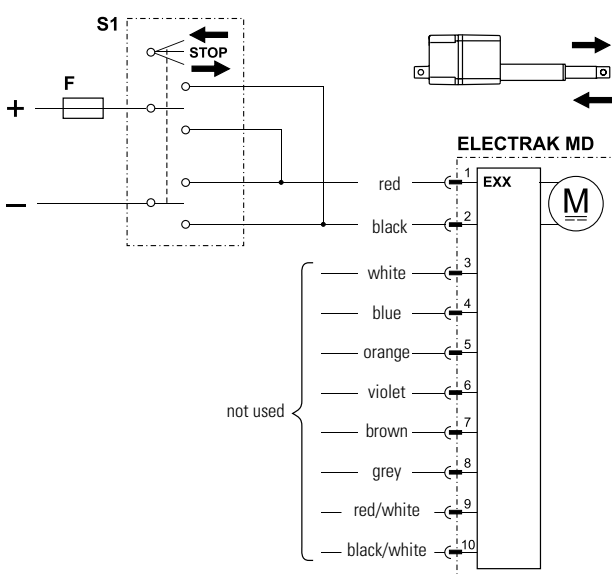 S1
STOP
F
+
−
ELECTRAK MD
EXX
M
red 1
black 2
white 3
blue 4
orange 5
violet 6
brown 7
grey 8
red/white 9
black/white 10
not used